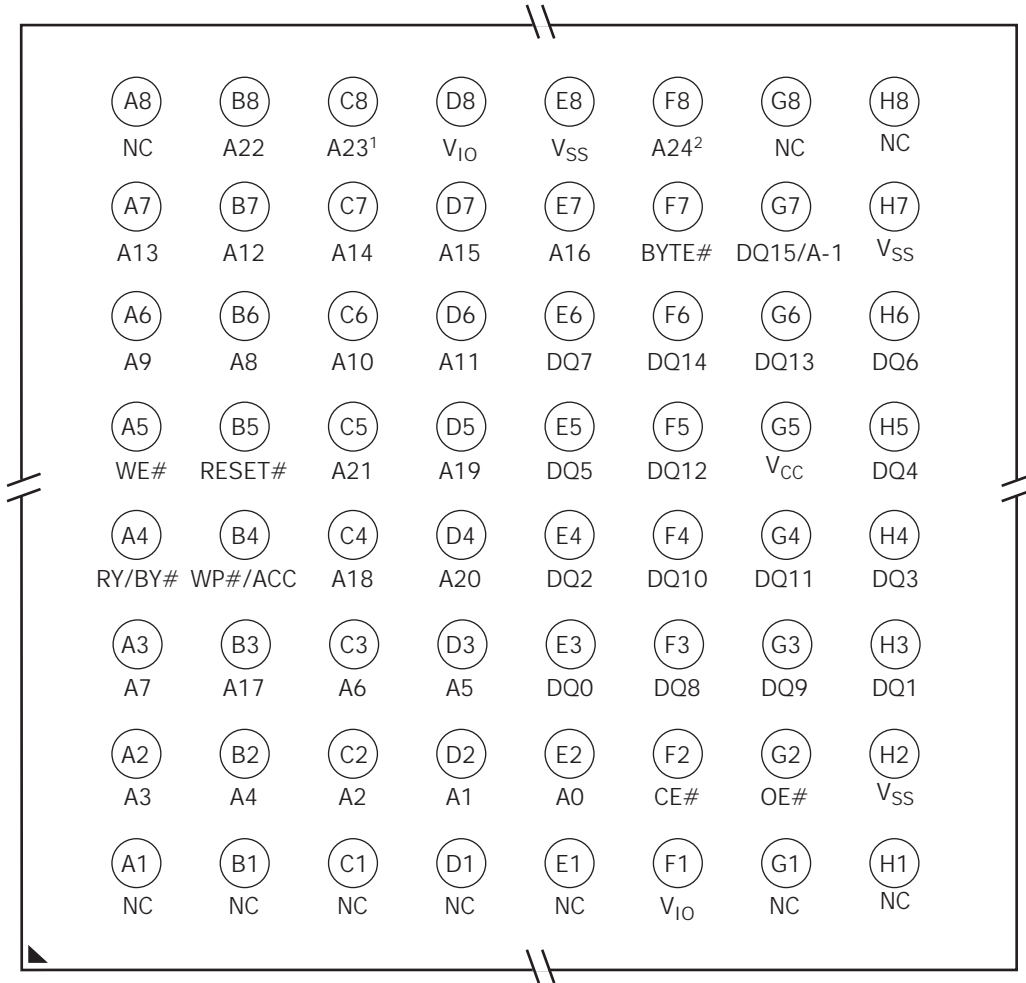 A8 B8 C8 D8 E8 F8 G8 H8
NC A22 A23¹ V_IO V_SS A24² NC NC
A7 B7 C7 D7 E7 F7 G7 H7
A13 A12 A14 A15 A16 BYTE# DQ15/A-1 V_SS
A6 B6 C6 D6 E6 F6 G6 H6
A9 A8 A10 A11 DQ7 DQ14 DQ13 DQ6
A5 B5 C5 D5 E5 F5 G5 H5
WE# RESET# A21 A19 DQ5 DQ12 V_CC DQ4
A4 B4 C4 D4 E4 F4 G4 H4
RY/BY# WP#/ACC A18 A20 DQ2 DQ10 DQ11 DQ3
A3 B3 C3 D3 E3 F3 G3 H3
A7 A17 A6 A5 DQ0 DQ8 DQ9 DQ1
A2 B2 C2 D2 E2 F2 G2 H2
A3 A4 A2 A1 A0 CE# OE# V_SS
A1 B1 C1 D1 E1 F1 G1 H1
NC NC NC NC NC V_IO NC NC